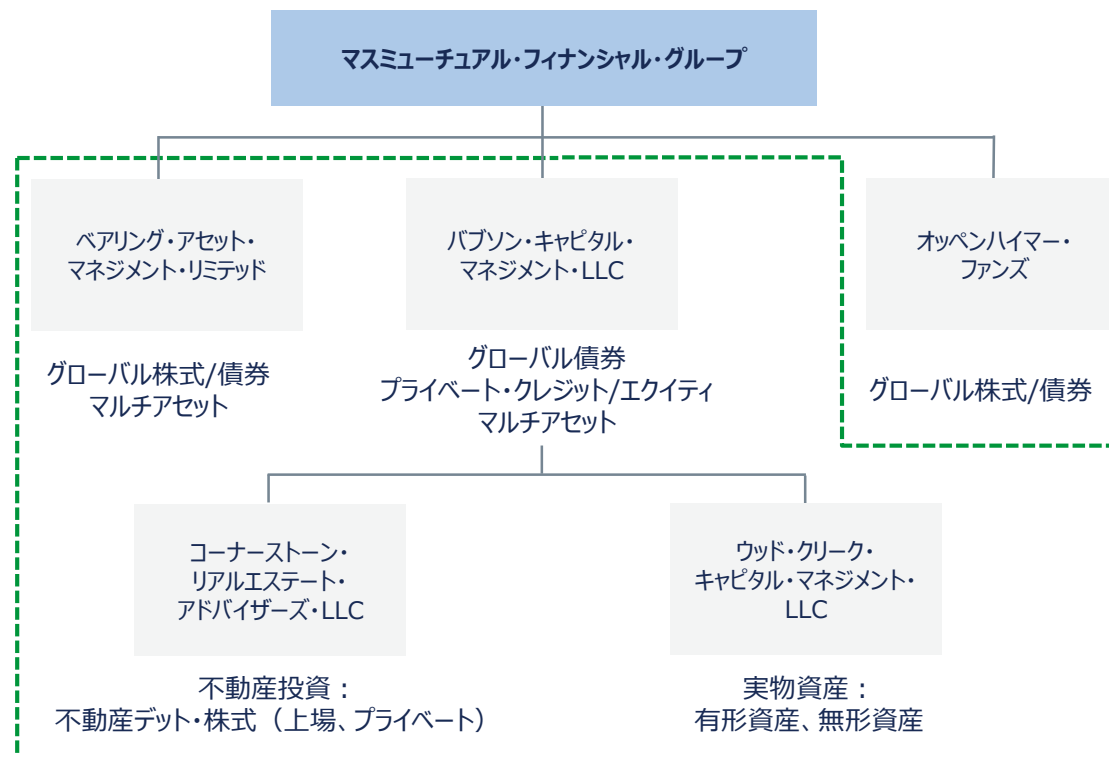 マスミューチュアル・フィナンシャル・グループ
ベアリング・アセット・
マネジメント・リミテッド
グローバル株式/債券
マルチアセット
バブソン・キャピタル・
マネジメント・LLC
グローバル債券
プライベート・クレジット/エクイティ
マルチアセット
オッペンハイマー・
ファンズ
グローバル株式/債券
コーナーストーン・
リアルエステート・
アドバイザーズ・LLC
不動産投資：
不動産デット・株式（上場、プライベート）
ウッド・クリーク・
キャピタル・マネジメント・
LLC
実物資産：
有形資産、無形資産